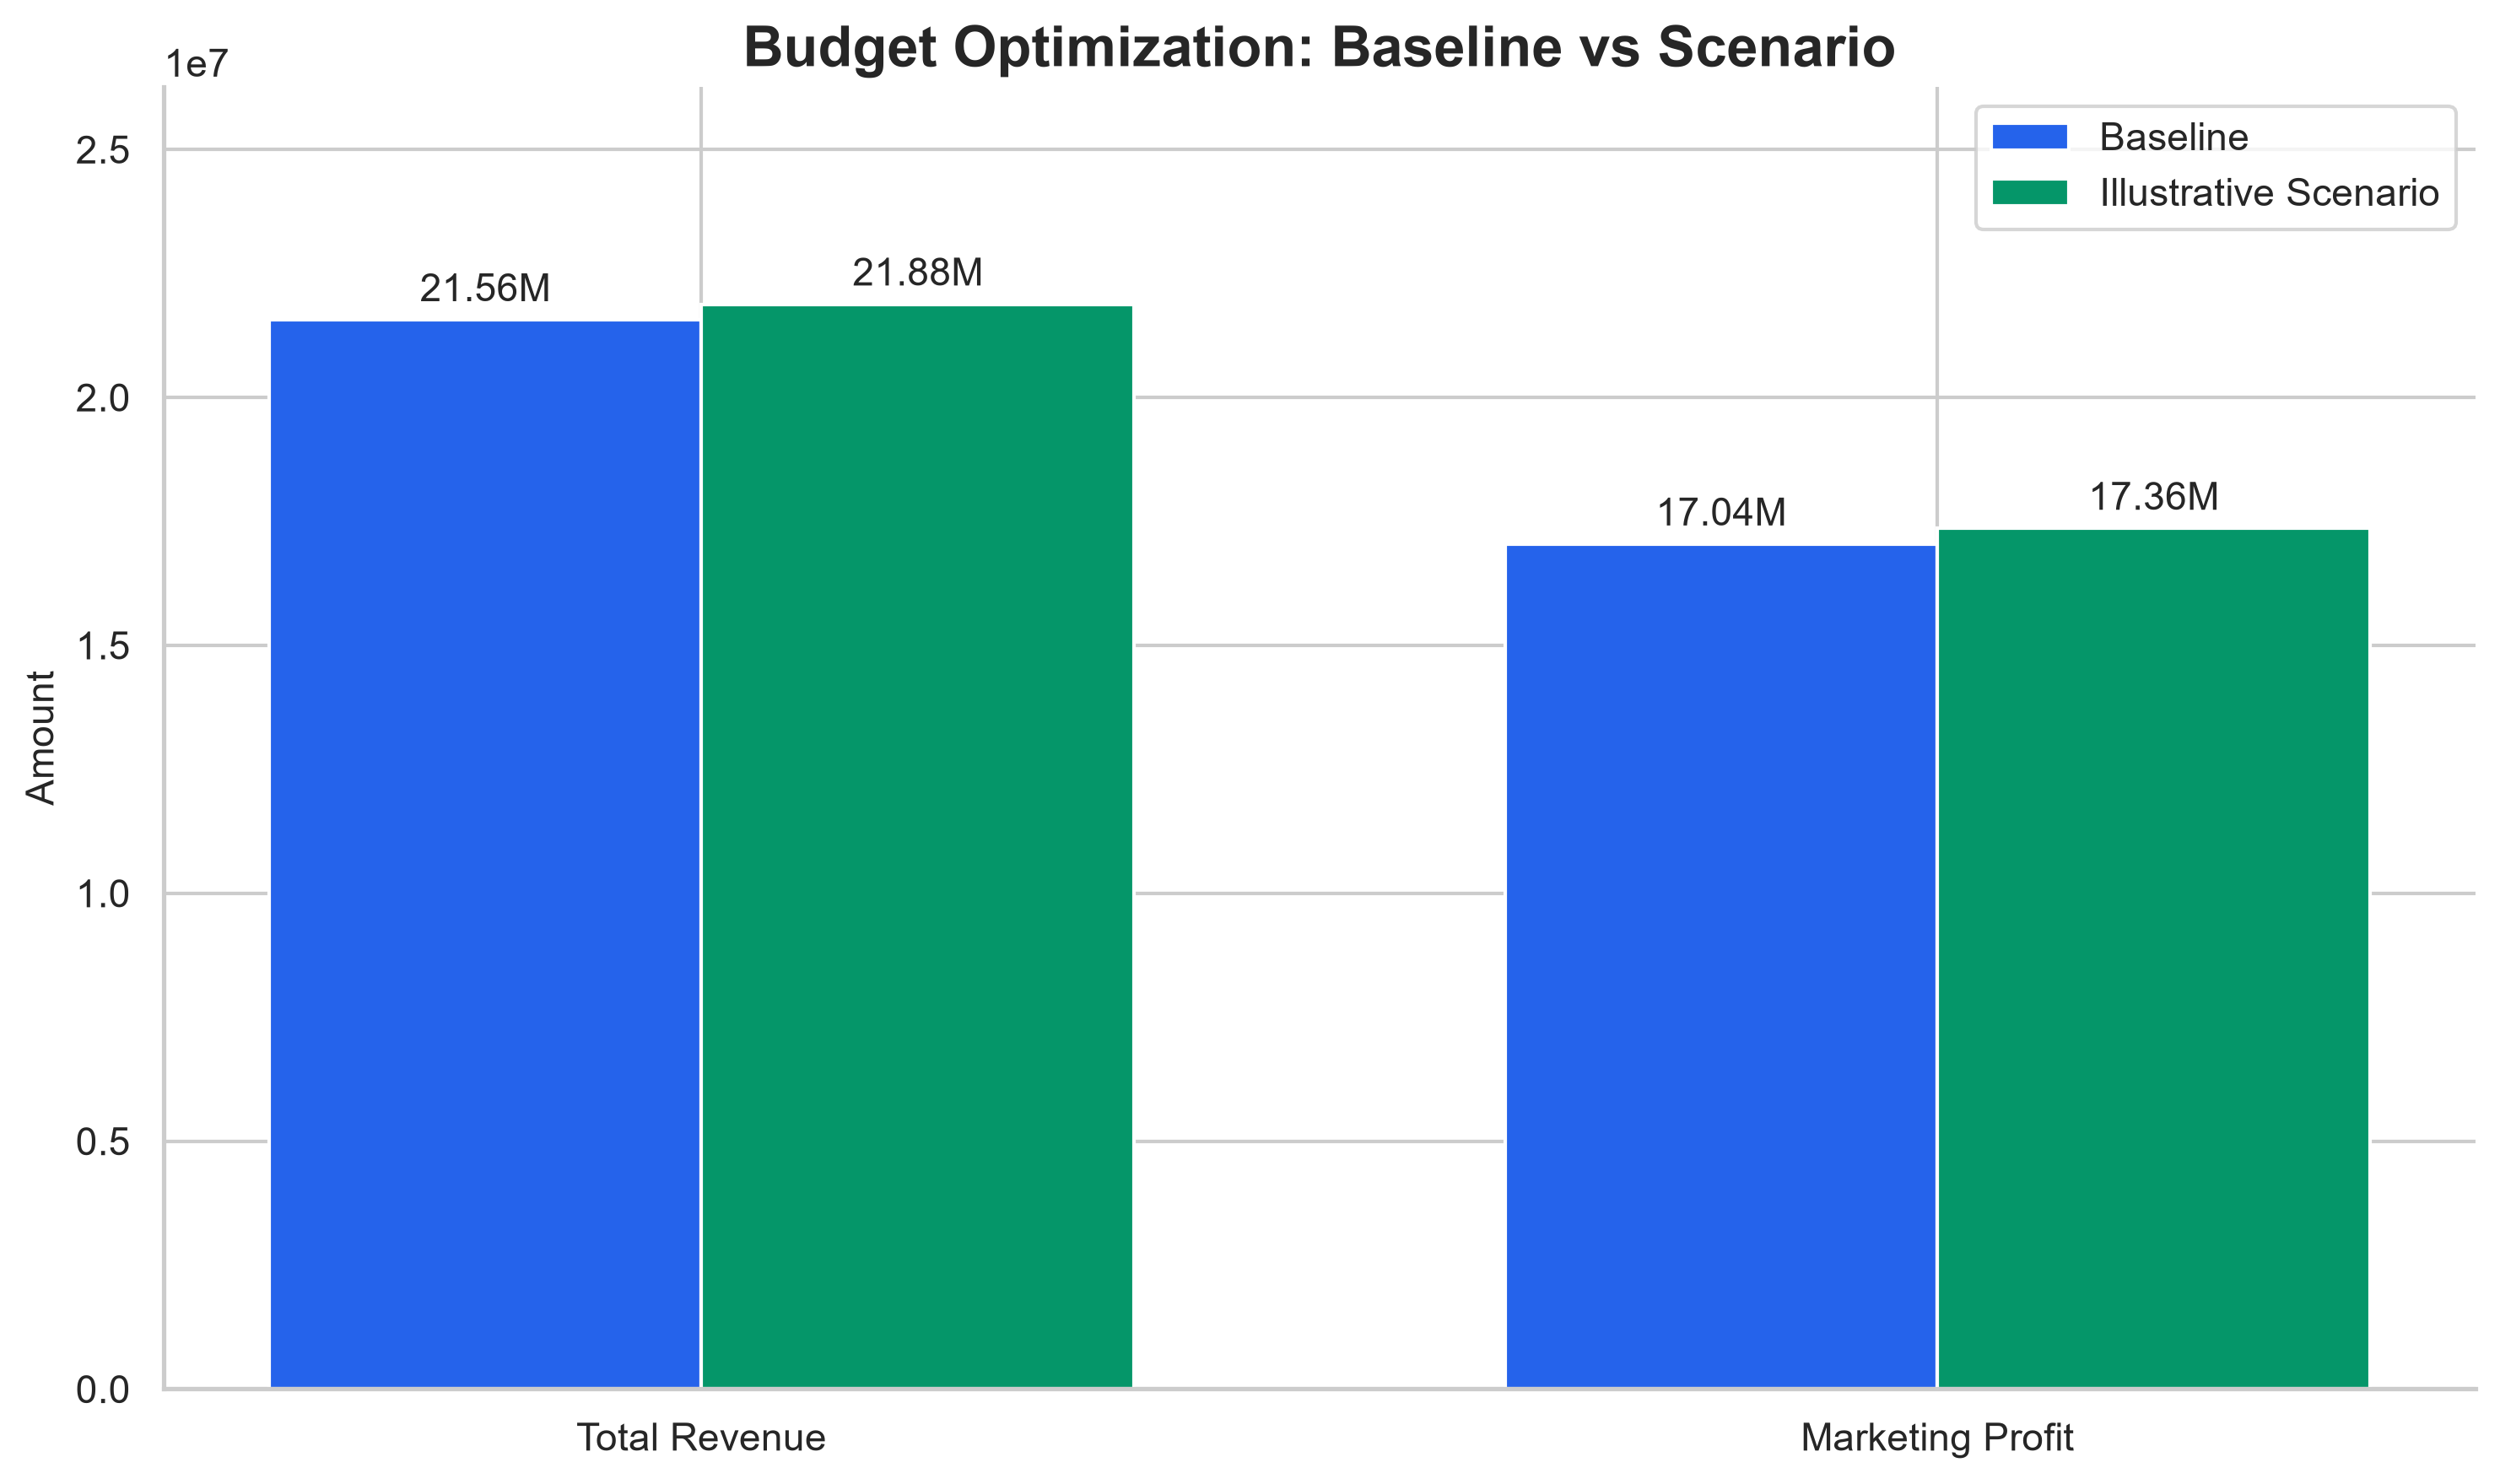 Budget Optimization: Baseline vs Scenario
1e7
2.5
2.0
1.5
1.0
0.5
0.0
Amount
Baseline
Illustrative Scenario
21.56M
21.88M
17.04M
17.36M
Total Revenue
Marketing Profit